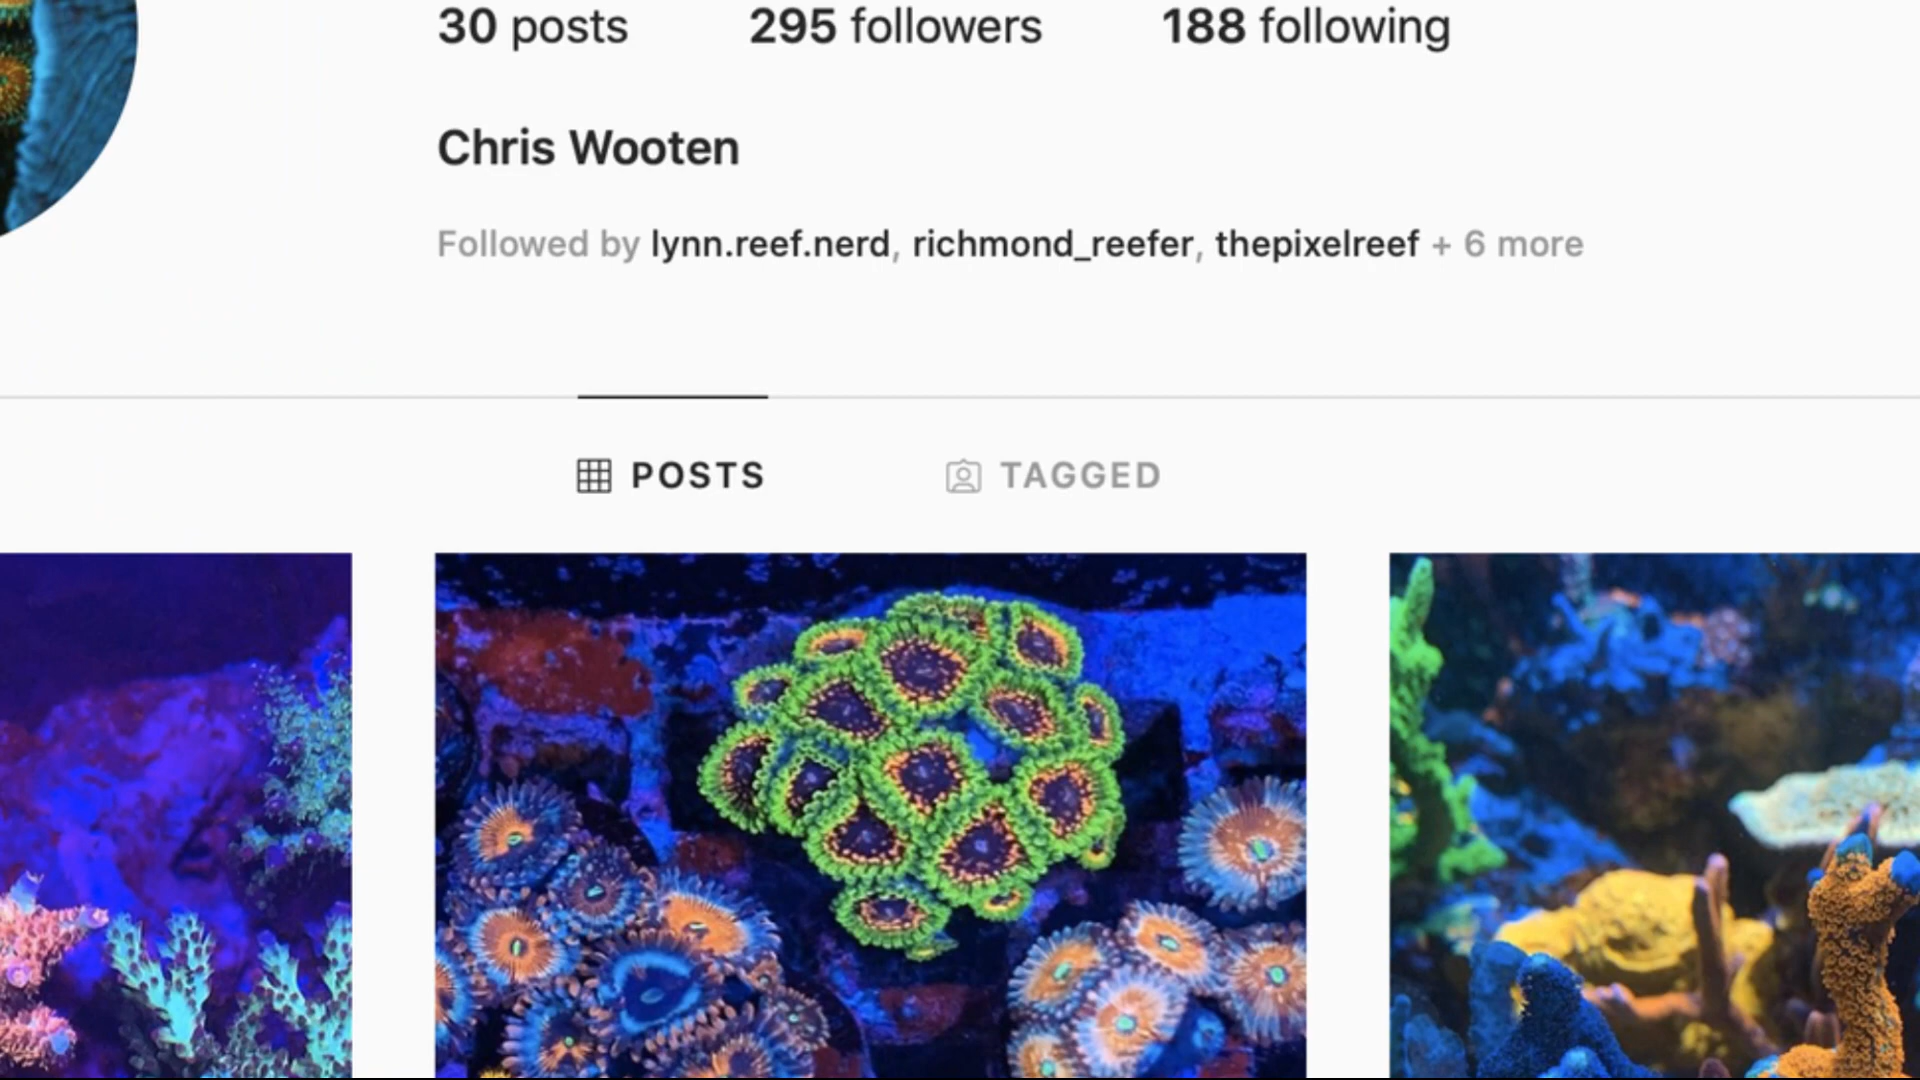 30 posts 295 followers 188 following
Chris Wooten
Followed by lynn.reef.nerd, richmond_reefer, thepixelreef + 6 more
POSTS TAGGED